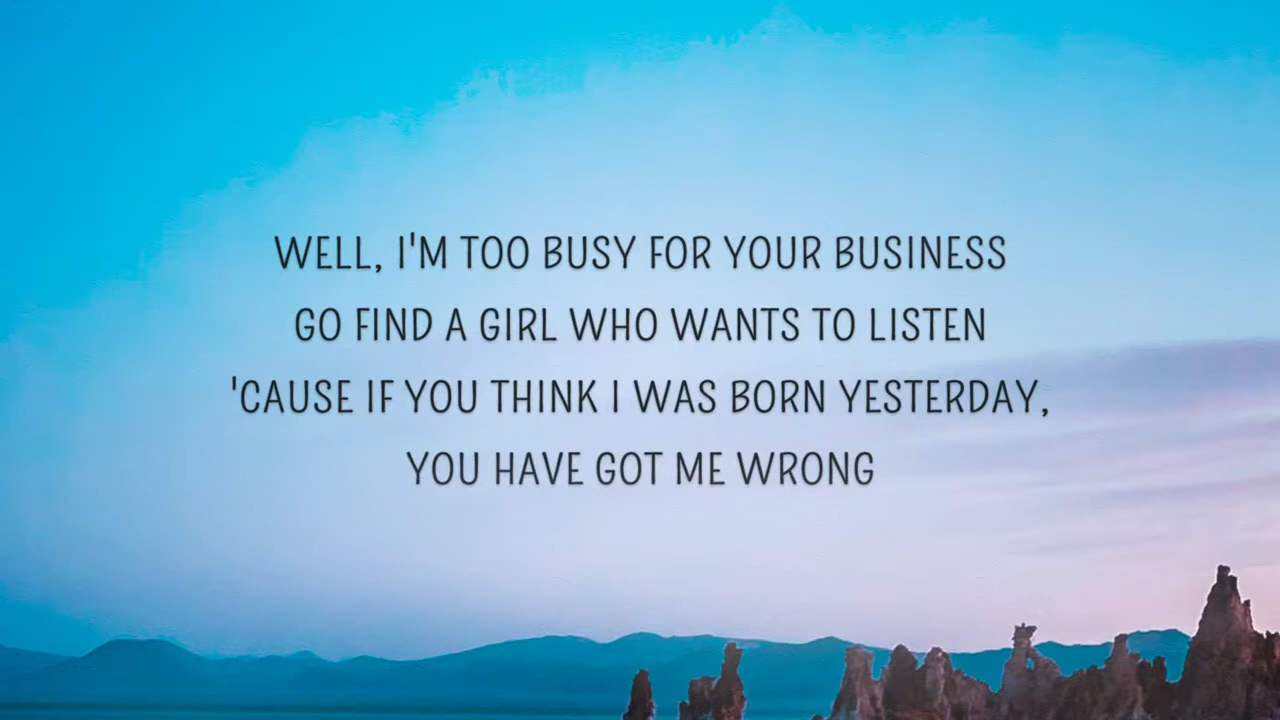 WELL, I'M TOO BUSY FOR YOUR BUSINESS
GO FIND A GIRL WHO WANTS TO LISTEN
'CAUSE IF YOU THINK I WAS BORN YESTERDAY,
YOU HAVE GOT ME WRONG